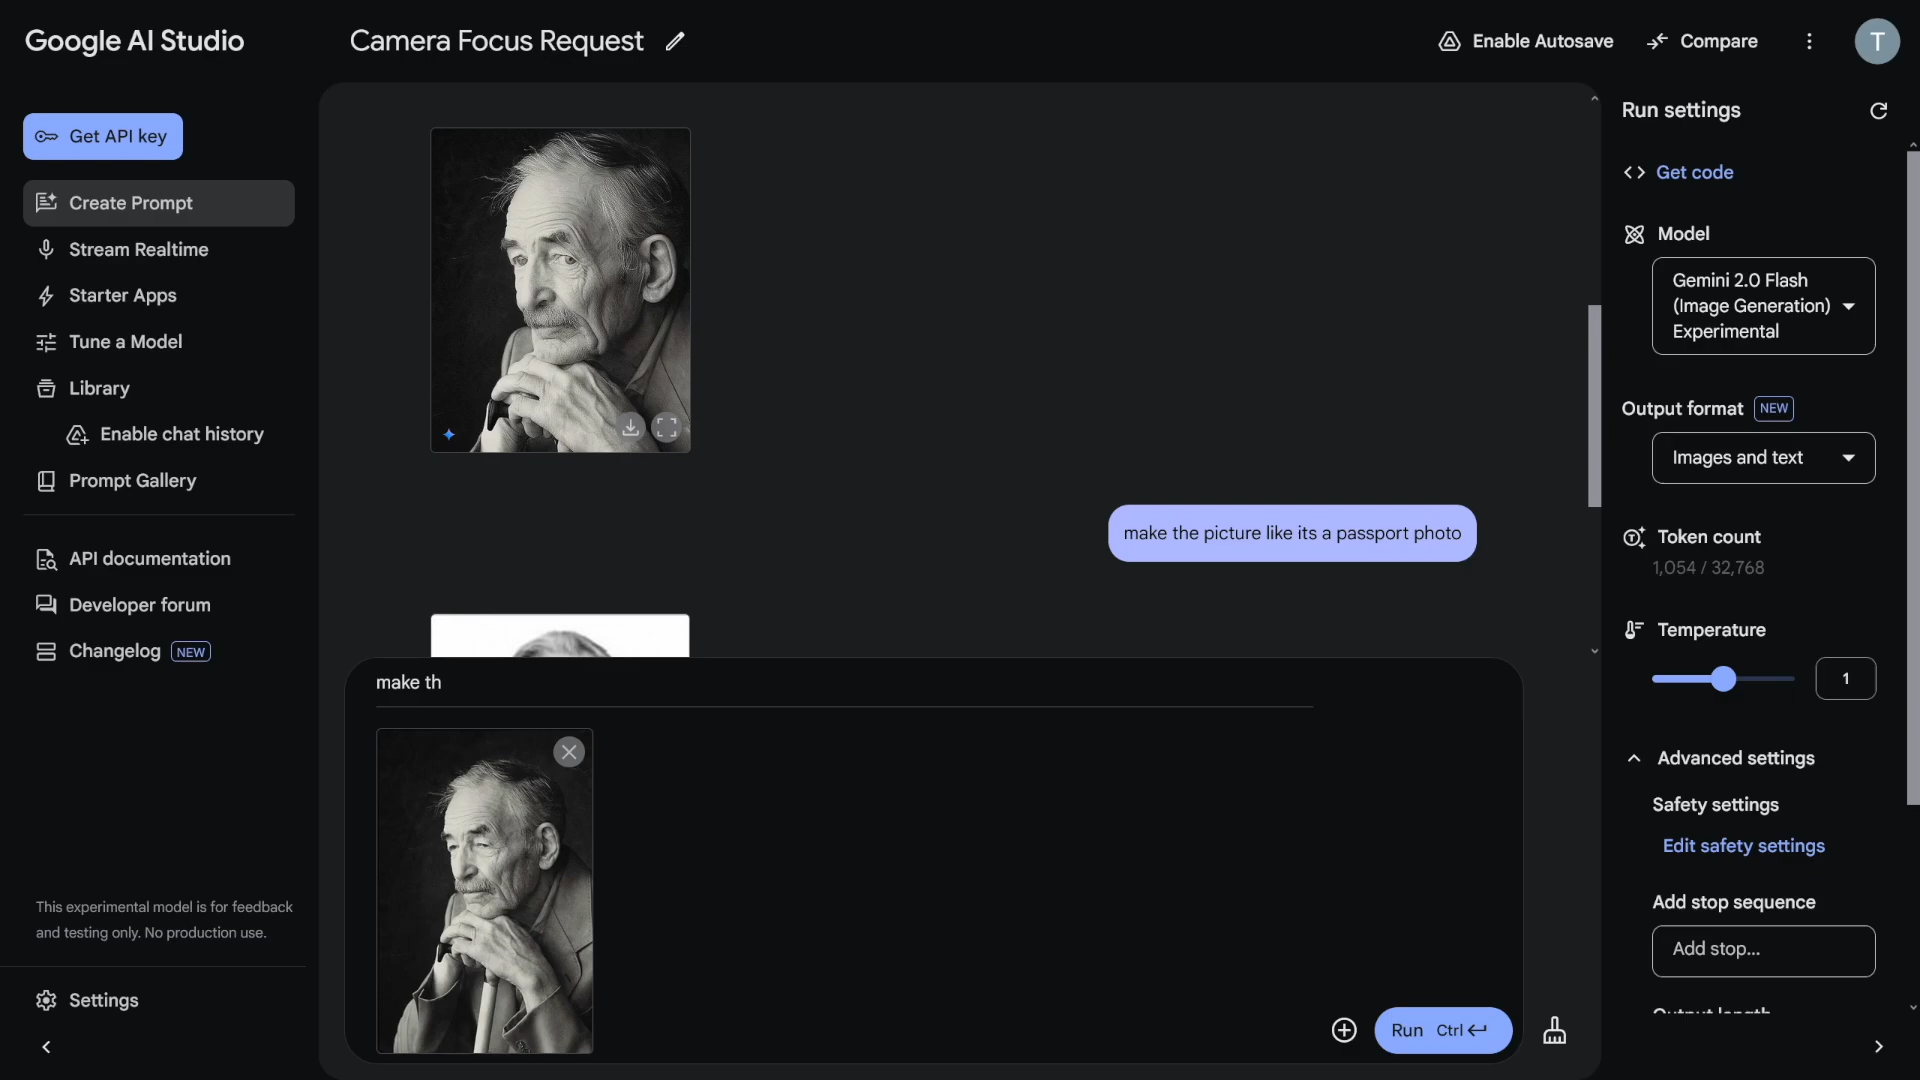 Google AI Studio
Camera Focus Request
Enable Autosave
Compare
T
Get API key
Create Prompt
Stream Realtime
Starter Apps
Tune a Model
Library
Enable chat history
Prompt Gallery
API documentation
Developer forum
Changelog NEW
This experimental model is for feedback
and testing only. No production use.
Settings
make the picture like its a passport photo
make th
Run Ctrl
Run settings
Get code
Model
Gemini 2.0 Flash
(Image Generation)
Experimental
Output format NEW
Images and text
Token count
1,054 / 32,768
Temperature
1
Advanced settings
Safety settings
Edit safety settings
Add stop sequence
Add stop...
Output length